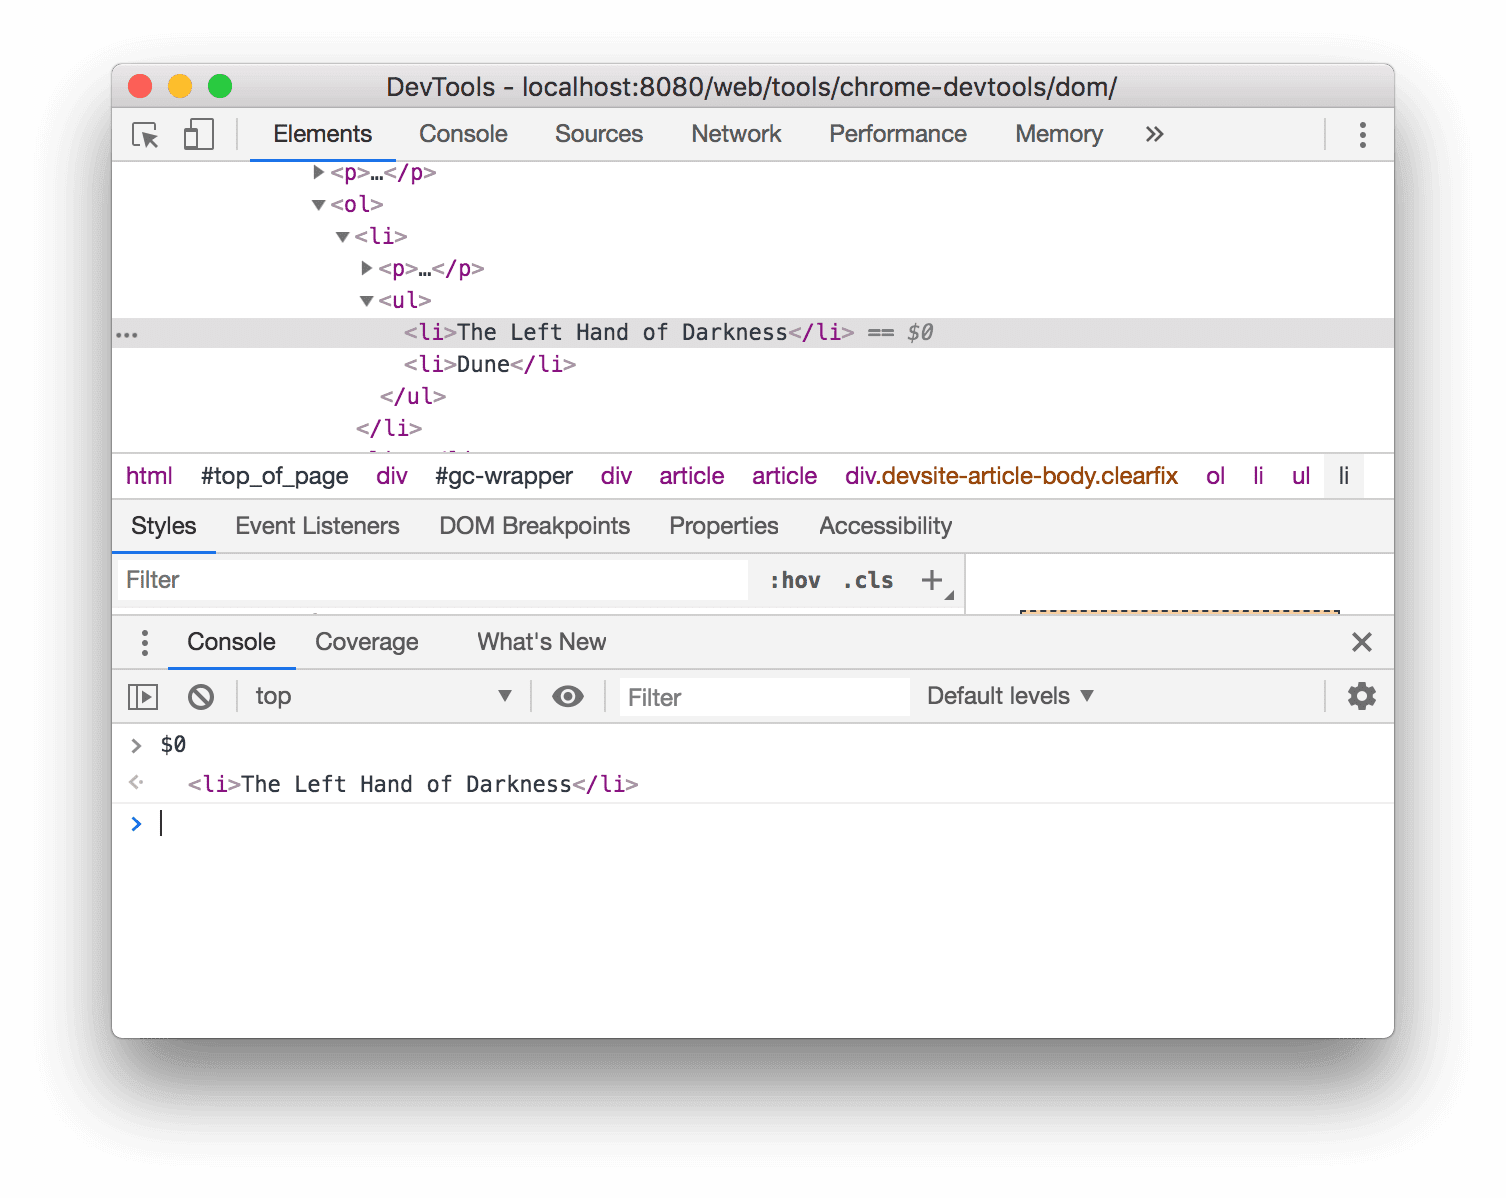 DevTools - localhost:8080/web/tools/chrome-devtools/dom/
Elements Console Sources Network Performance Memory »
<p>…</p>
<ol>
<li>
<p>…</p>
<ul>
… <li>The Left Hand of Darkness</li> == $0
<li>Dune</li>
</ul>
</li>
html #top_of_page div #gc-wrapper div article article div.devsite-article-body.clearfix ol li ul li
Styles Event Listeners DOM Breakpoints Properties Accessibility
Filter :hov .cls +
Console Coverage What's New
top Filter Default levels
> $0
<li>The Left Hand of Darkness</li>
>